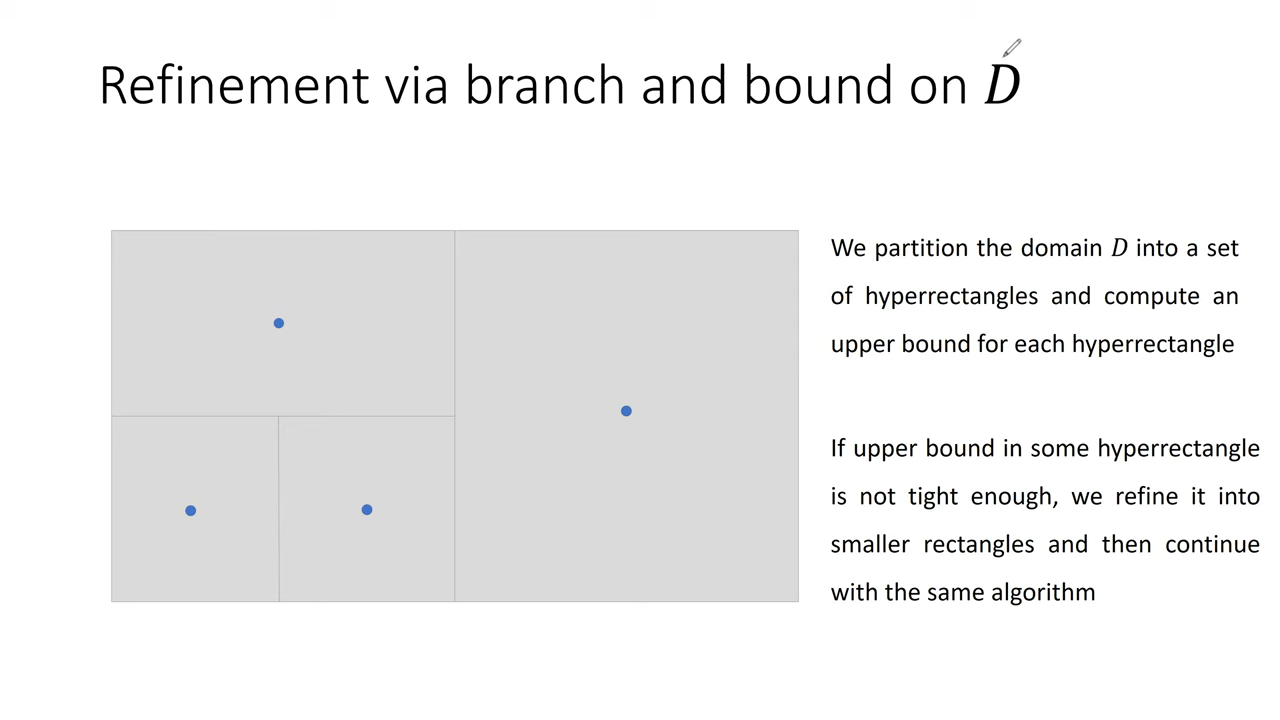 Refinement via branch and bound on D
We partition the domain D into a set
of hyperrectangles and compute an
upper bound for each hyperrectangle
If upper bound in some hyperrectangle
is not tight enough, we refine it into
smaller rectangles and then continue
with the same algorithm